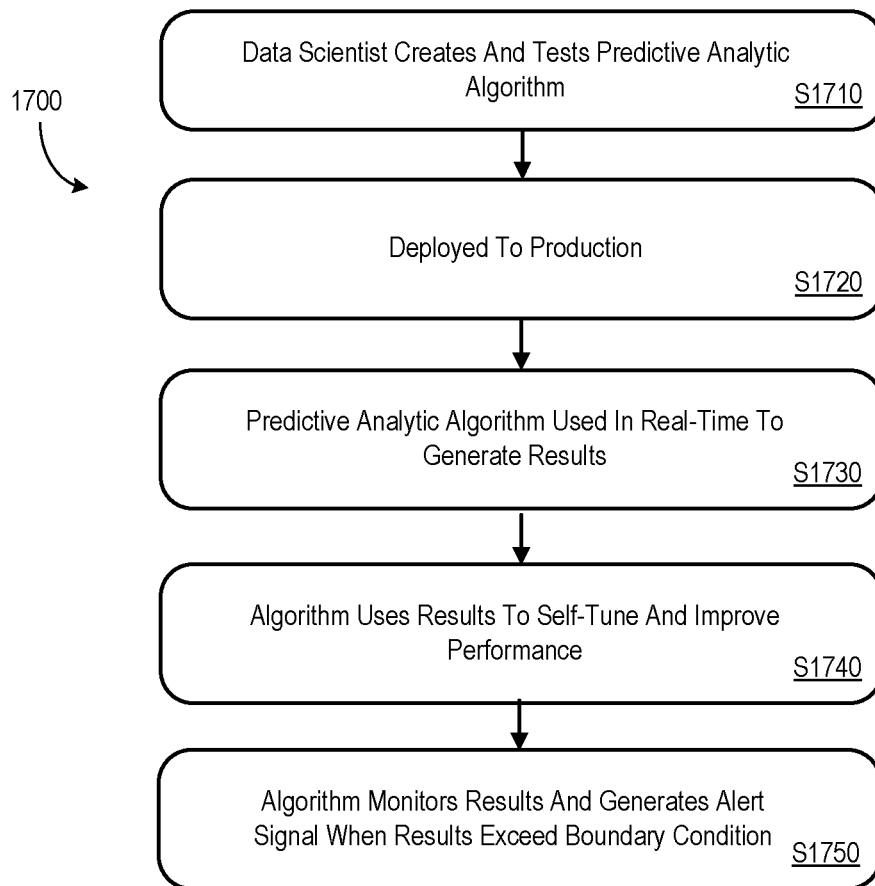 Data Scientist Creates And Tests Predictive Analytic
Algorithm
S1710
1700
Deployed To Production
S1720
Predictive Analytic Algorithm Used In Real-Time To
Generate Results
S1730
Algorithm Uses Results To Self-Tune And Improve
Performance
S1740
Algorithm Monitors Results And Generates Alert
Signal When Results Exceed Boundary Condition
S1750